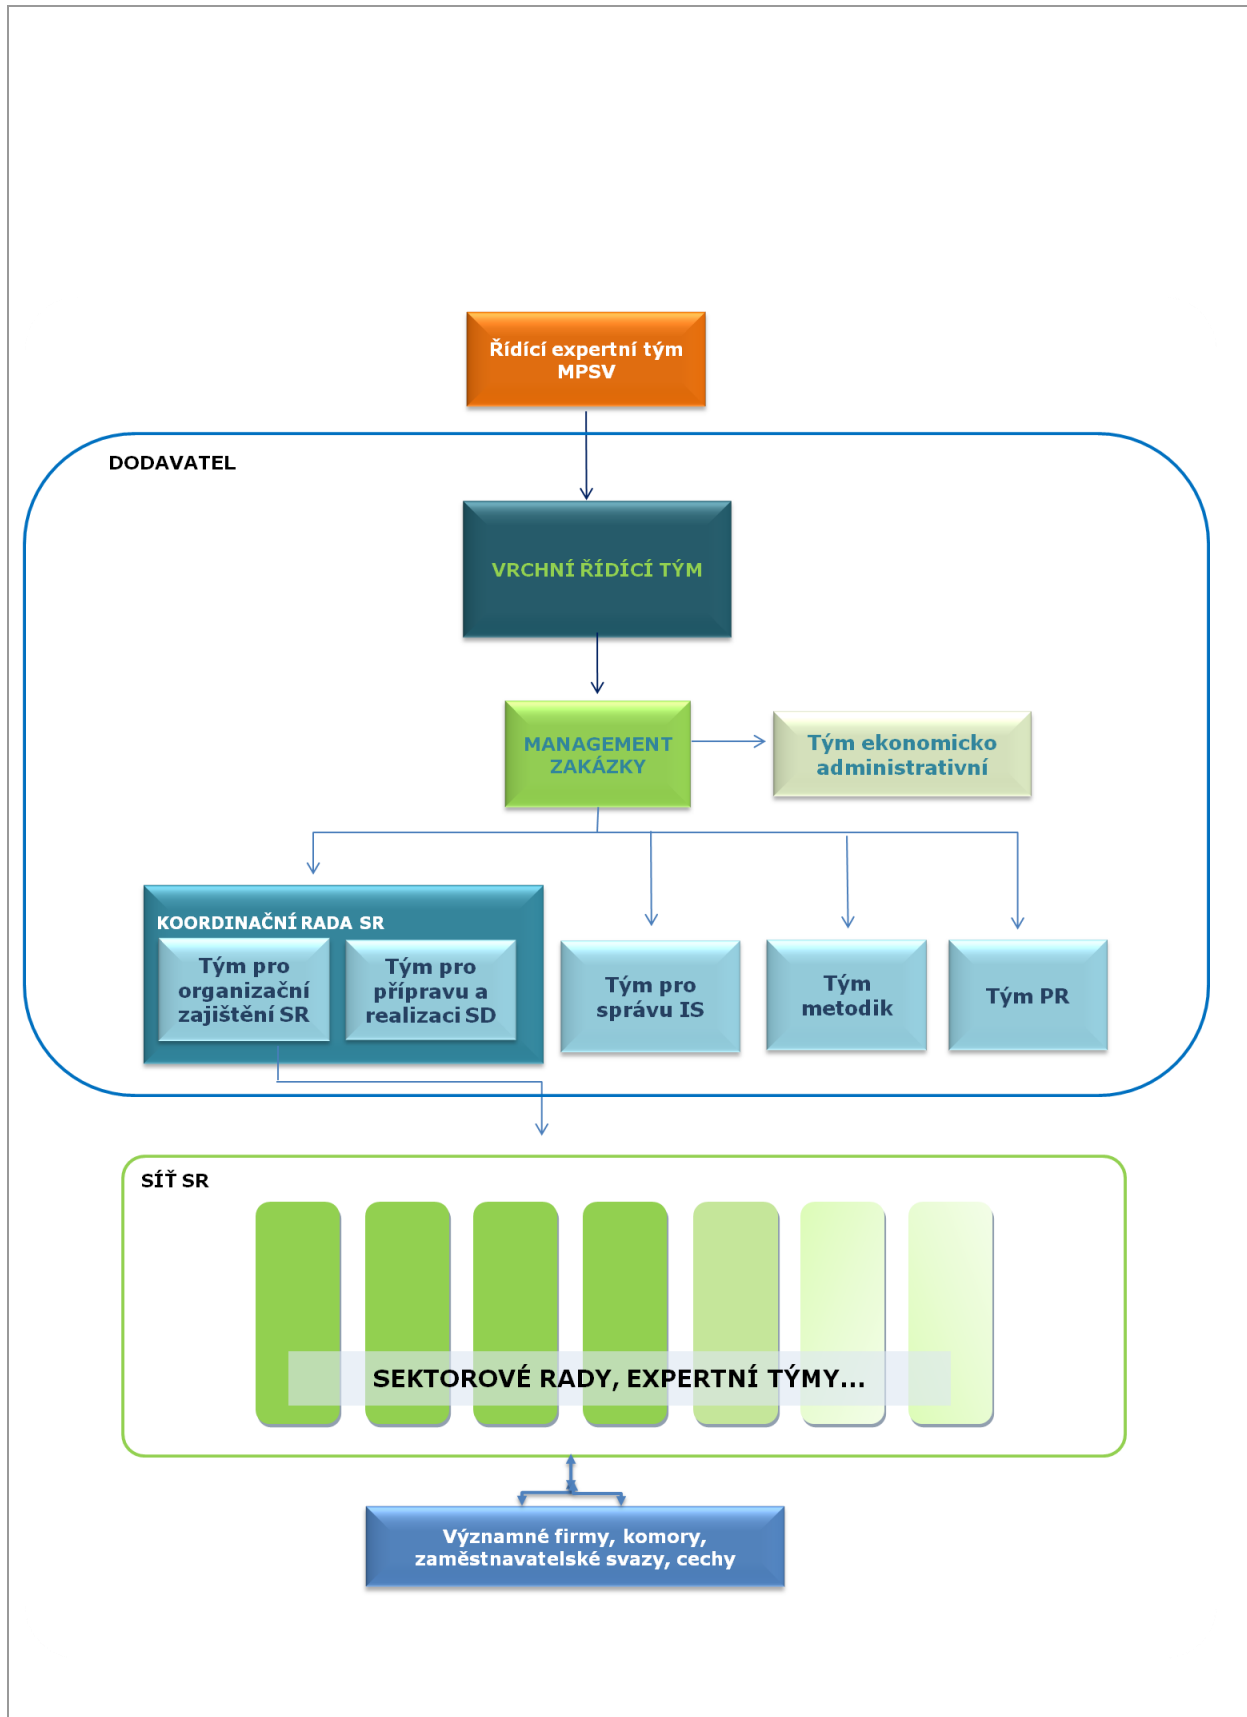 Řídící expertní tým
MPSV
DODAVATEL
VRCHNÍ ŘÍDÍCÍ TÝM
MANAGEMENT
ZAKÁZKY
Tým ekonomicko
administrativní
KOORDINAČNÍ RADA SR
Tým pro
organizační
zajištění SR
Tým pro
přípravu a
realizaci SD
Tým pro
správu IS
Tým
metodik
Tým PR
SÍŤ SR
SEKTOROVÉ RADY, EXPERTNÍ TÝMY...
Významné firmy, komory,
zaměstnavatelské svazy, cechy